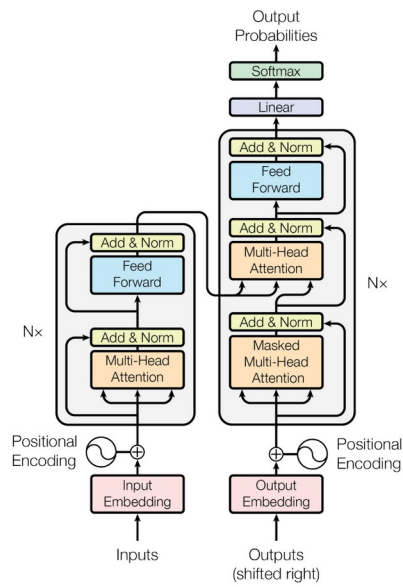 Output
Probabilities
Softmax
Linear
Add & Norm
Feed
Forward
Add & Norm
Multi-Head
Attention
Add & Norm
Masked
Multi-Head
Attention
N×
Add & Norm
Feed
Forward
N×
Add & Norm
Multi-Head
Attention
Positional
Encoding
Positional
Encoding
Input
Embedding
Output
Embedding
Inputs
Outputs
(shifted right)